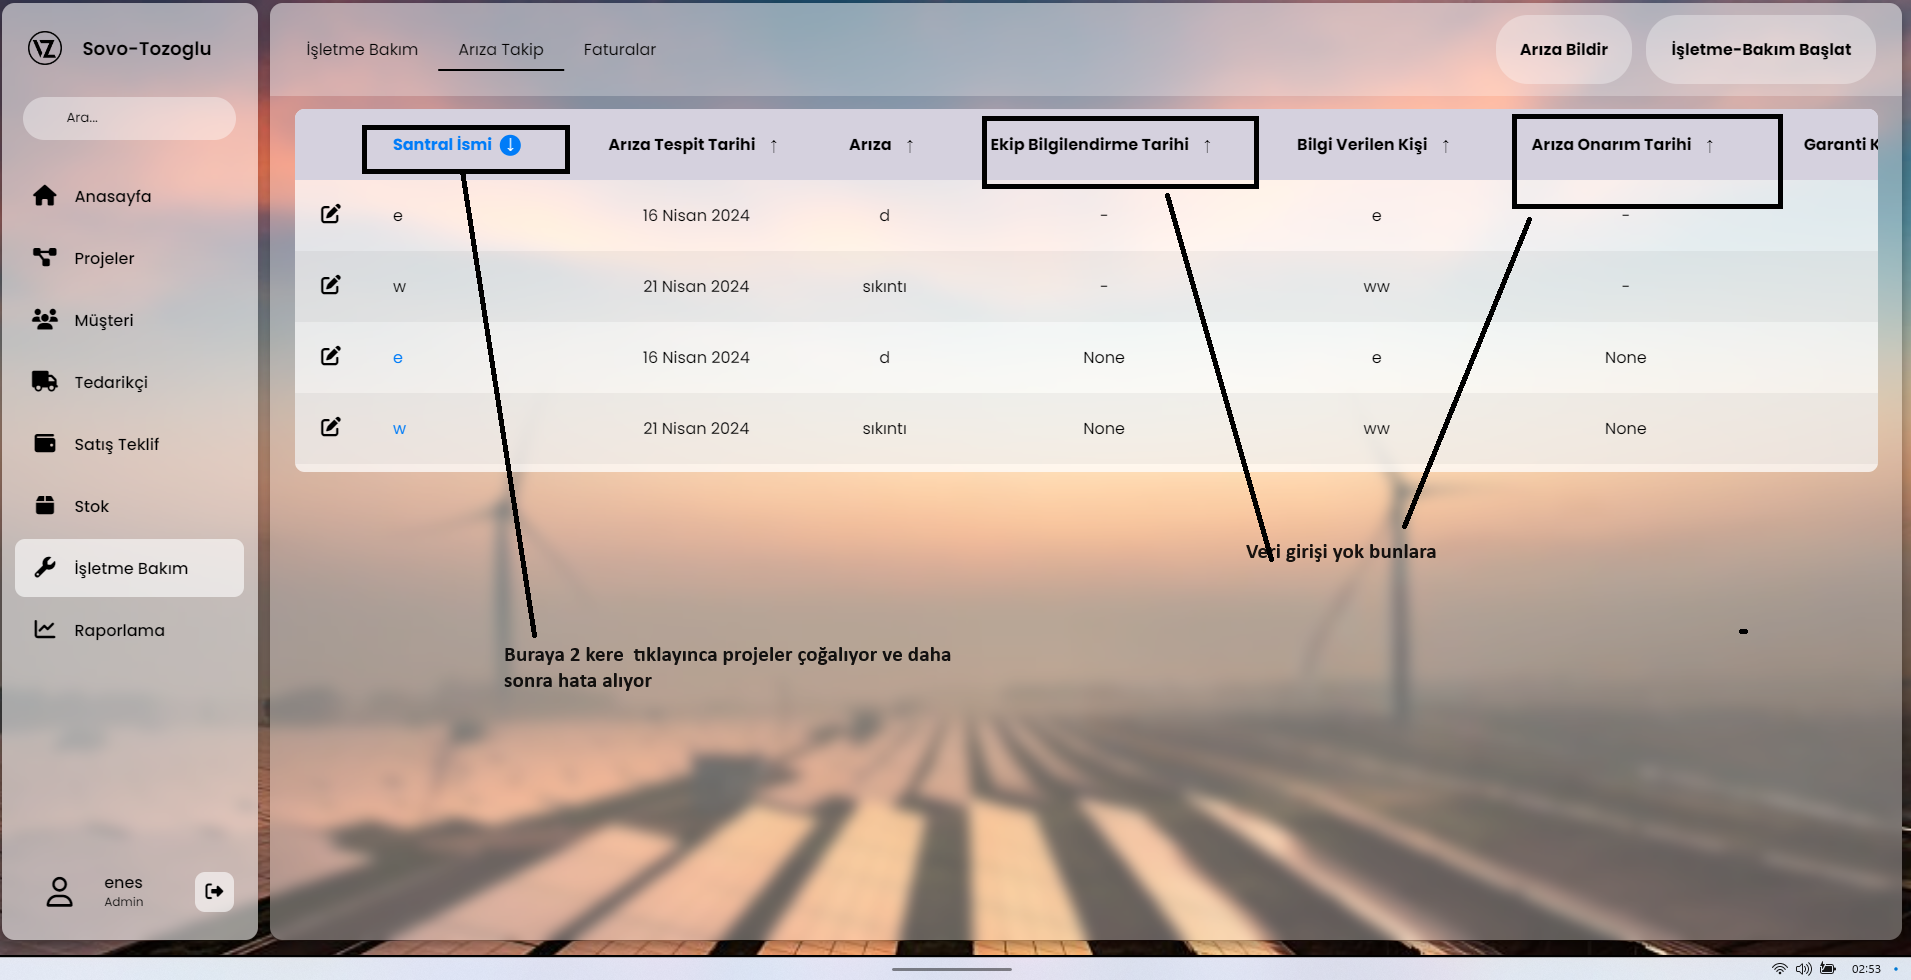 VZ
Sovo-Tozoglu
Ara...
Anasayfa
Projeler
Müşteri
Tedarikçi
Satış Teklif
Stok
İşletme Bakım
Raporlama
enes
Admin
İşletme Bakım Arıza Takip Faturalar
Arıza Bildir İşletme-Bakım Başlat
Santral İsmi ↓ Arıza Tespit Tarihi ↑ Arıza ↑ Ekip Bilgilendirme Tarihi ↑ Bilgi Verilen Kişi ↑ Arıza Onarım Tarihi ↑ Garanti K
e 16 Nisan 2024 d - e -
w 21 Nisan 2024 sıkıntı - ww -
e 16 Nisan 2024 d None e None
w 21 Nisan 2024 sıkıntı None ww None
Veri girişi yok bunlara
Buraya 2 kere tıklayınca projeler çoğalıyor ve daha
sonra hata alıyor
02:53